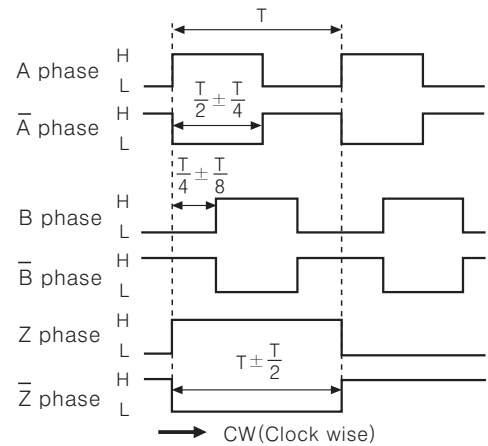 T
A phase H
L
A̅ phase H
L
T/2 ± T/4
T/4 ± T/8
B phase H
L
B̅ phase H
L
Z phase H
L
Z̅ phase H
L
T ± T/2
CW(Clock wise)